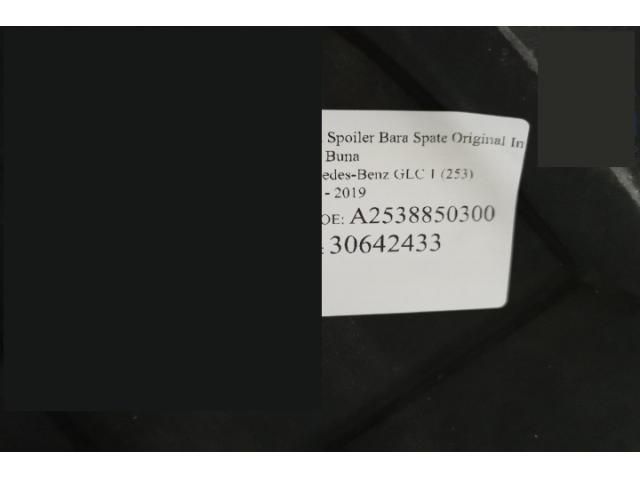 Spoiler Bara Spate Original In
Buna
edes-Benz GLC I (253)
- 2019
OE: A2538850300
: 30642433